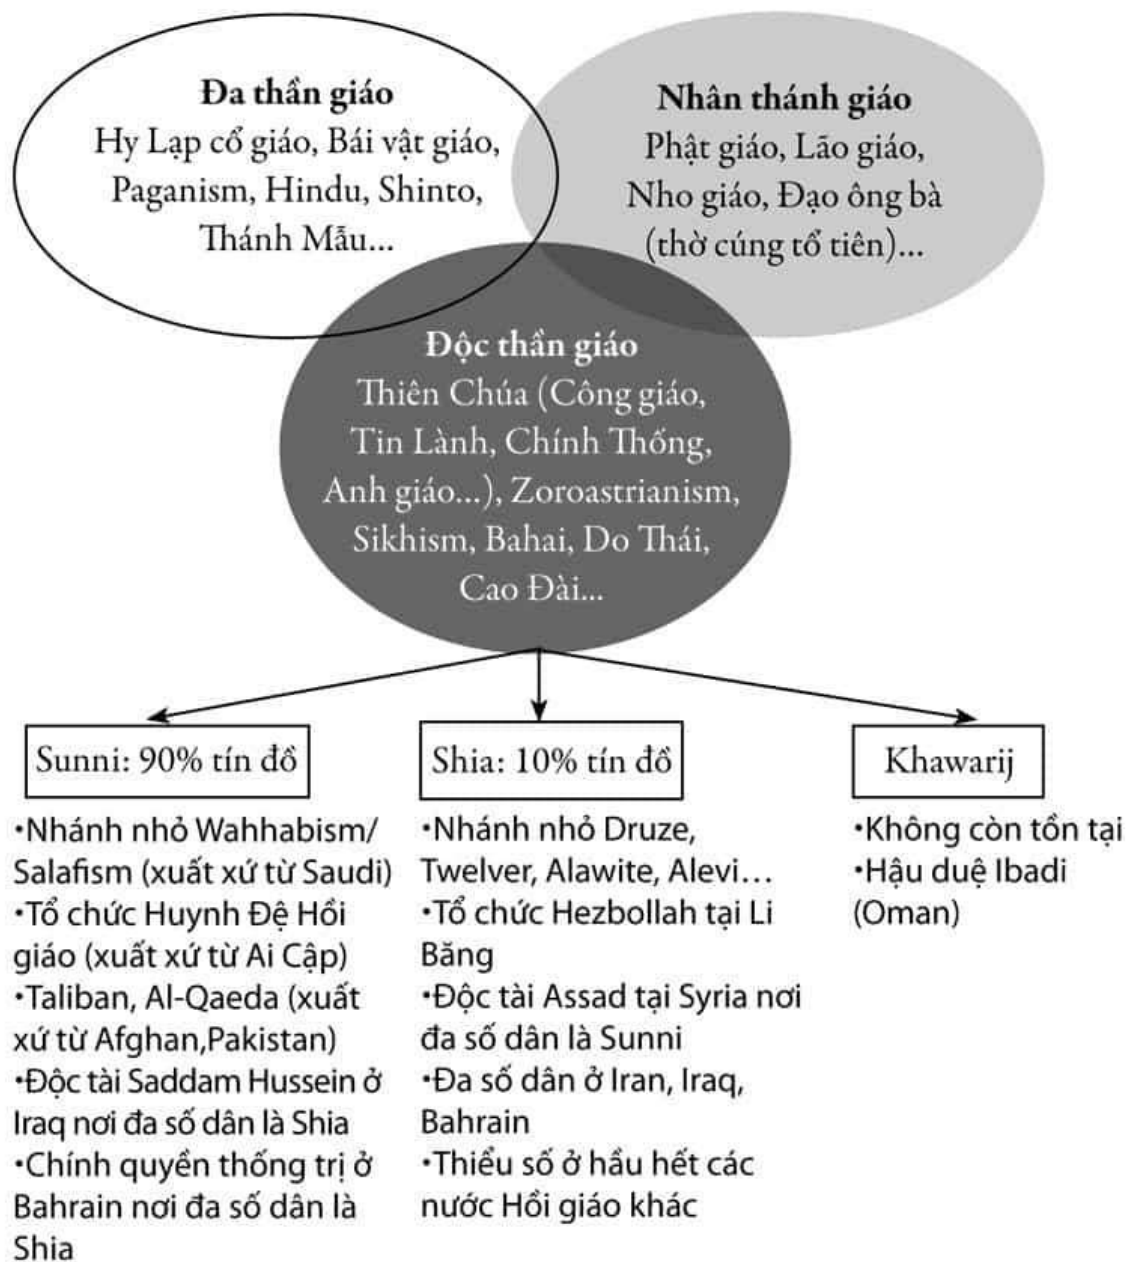 Đa thần giáo
Hy Lạp cổ giáo, Bái vật giáo,
Paganism, Hindu, Shinto,
Thánh Mẫu...
Nhân thánh giáo
Phật giáo, Lão giáo,
Nho giáo, Đạo ông bà
(thờ cúng tổ tiên)...
Độc thần giáo
Thiên Chúa (Công giáo,
Tin Lành, Chính Thống,
Anh giáo...), Zoroastrianism,
Sikhism, Bahai, Do Thái,
Cao Đài...
Sunni: 90% tín đồ
•Nhánh nhỏ Wahhabism/
Salafism (xuất xứ từ Saudi)
•Tổ chức Huynh Đệ Hồi
giáo (xuất xứ từ Ai Cập)
•Taliban, Al-Qaeda (xuất
xứ từ Afghan,Pakistan)
•Độc tài Saddam Hussein ở
Iraq nơi đa số dân là Shia
•Chính quyền thống trị ở
Bahrain nơi đa số dân là
Shia
Shia: 10% tín đồ
•Nhánh nhỏ Druze,
Twelver, Alawite, Alevi...
•Tổ chức Hezbollah tại Li
Băng
•Độc tài Assad tại Syria nơi
đa số dân là Sunni
•Đa số dân ở Iran, Iraq,
Bahrain
•Thiểu số ở hầu hết các
nước Hồi giáo khác
Khawarij
•Không còn tồn tại
•Hậu duệ Ibadi
(Oman)